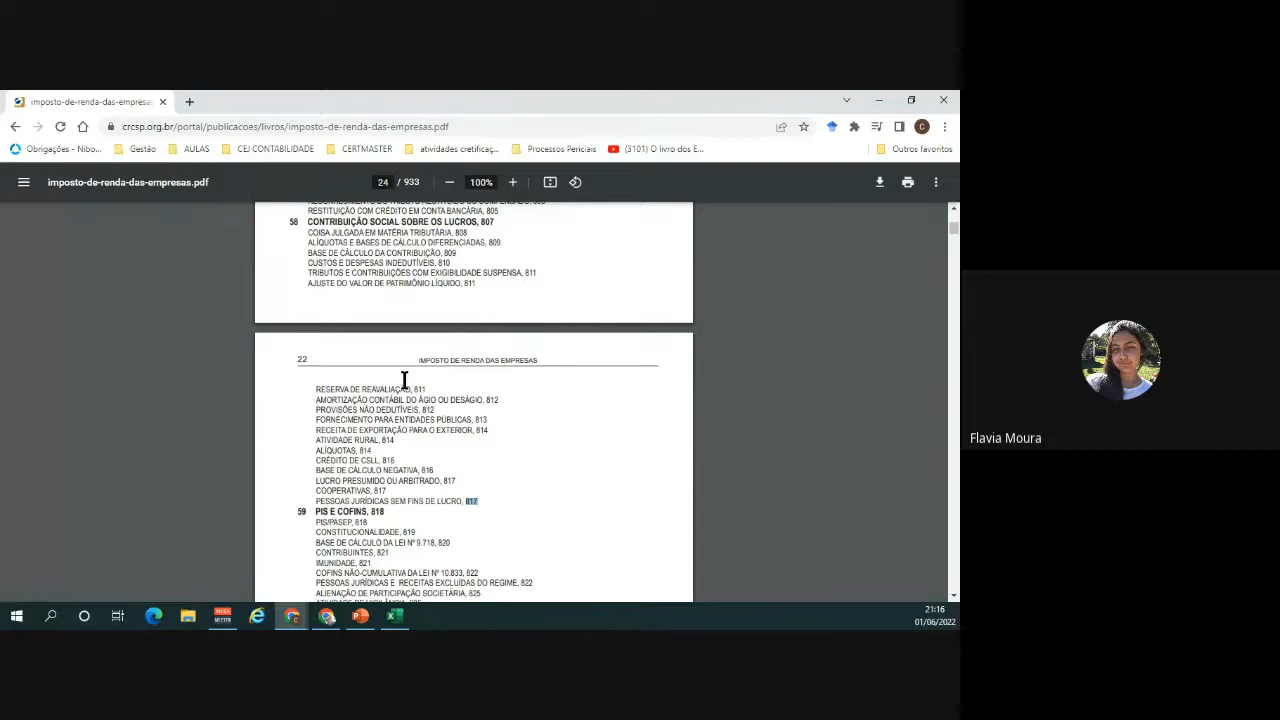 imposto-de-renda-das-empresas
crcsp.org.br/portal/publicacoes/livros/imposto-de-renda-das-empresas.pdf
C
Obrigações - Nibo... Gestão AULAS CEJ CONTABILIDADE CERTMASTER atividades cretificaç... Processos Periciais (3101) O livro dos E... Outros favoritos
imposto-de-renda-das-empresas.pdf 24 / 933 100%
RESTITUIÇÃO COM CRÉDITO EM CONTA BANCÁRIA, 805
58 CONTRIBUIÇÃO SOCIAL SOBRE OS LUCROS, 807
COISA JULGADA EM MATÉRIA TRIBUTÁRIA, 808
ALÍQUOTAS E BASES DE CÁLCULO DIFERENCIADAS, 809
BASE DE CÁLCULO DA CONTRIBUIÇÃO, 809
CUSTOS E DESPESAS INDEDUTÍVEIS, 810
TRIBUTOS E CONTRIBUIÇÕES COM EXIGIBILIDADE SUSPENSA, 811
AJUSTE DO VALOR DE PATRIMÔNIO LÍQUIDO, 811
22 IMPOSTO DE RENDA DAS EMPRESAS
RESERVA DE REAVALIAÇÃO, 811
AMORTIZAÇÃO CONTÁBIL DO ÁGIO OU DESÁGIO, 812
PROVISÕES NÃO DEDUTÍVEIS, 812
FORNECIMENTO PARA ENTIDADES PÚBLICAS, 813
RECEITA DE EXPORTAÇÃO PARA O EXTERIOR, 814
ATIVIDADE RURAL, 814
ALÍQUOTAS, 814
CRÉDITO DE CSLL, 816
BASE DE CÁLCULO NEGATIVA, 816
LUCRO PRESUMIDO OU ARBITRADO, 817
COOPERATIVAS, 817
PESSOAS JURÍDICAS SEM FINS DE LUCRO, 817
59 PIS E COFINS, 818
PIS/PASEP, 818
CONSTITUCIONALIDADE, 819
BASE DE CÁLCULO DA LEI Nº 9.718, 820
CONTRIBUINTES, 821
IMUNIDADE, 821
COFINS NÃO-CUMULATIVA DA LEI Nº 10.833, 822
PESSOAS JURÍDICAS E RECEITAS EXCLUÍDAS DO REGIME, 822
ALIENAÇÃO DE PARTICIPAÇÃO SOCIETÁRIA, 825
21:16
01/06/2022
Flavia Moura